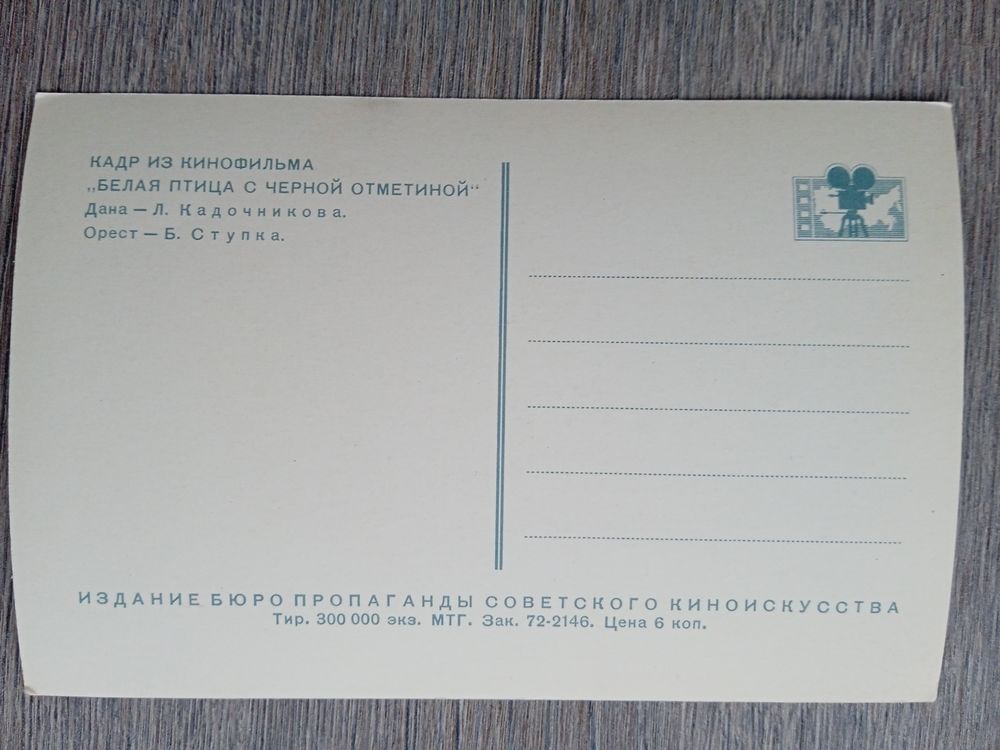 КАДР ИЗ КИНОФИЛЬМА
„БЕЛАЯ ПТИЦА С ЧЕРНОЙ ОТМЕТИНОЙ“
Дана — Л. Кадочникова.
Орест — Б. Ступка.
ИЗДАНИЕ БЮРО ПРОПАГАНДЫ СОВЕТСКОГО КИНОИСКУССТВА
Тир. 300 000 экз. МТГ. Зак. 72-2146. Цена 6 коп.